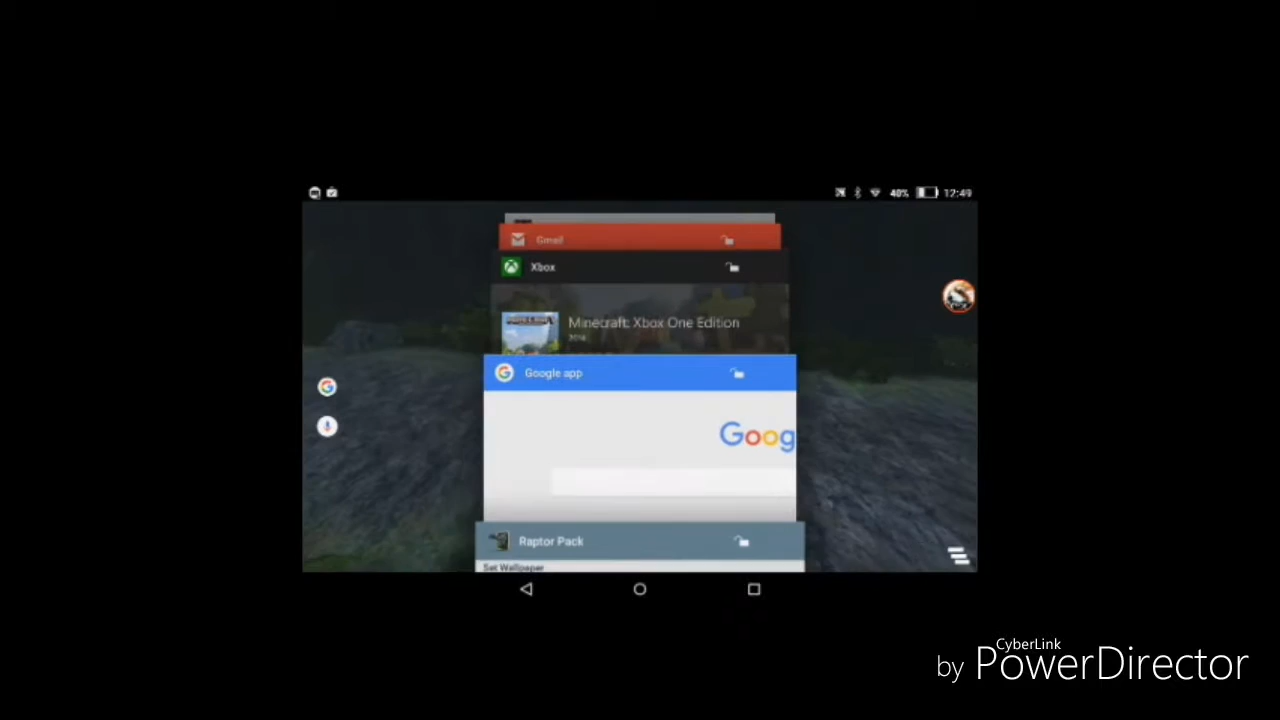 40% 12:49
Gmail
Xbox
Minecraft: Xbox One Edition
Google app
Goog
Raptor Pack
Set Wallpaper
CyberLink
by PowerDirector